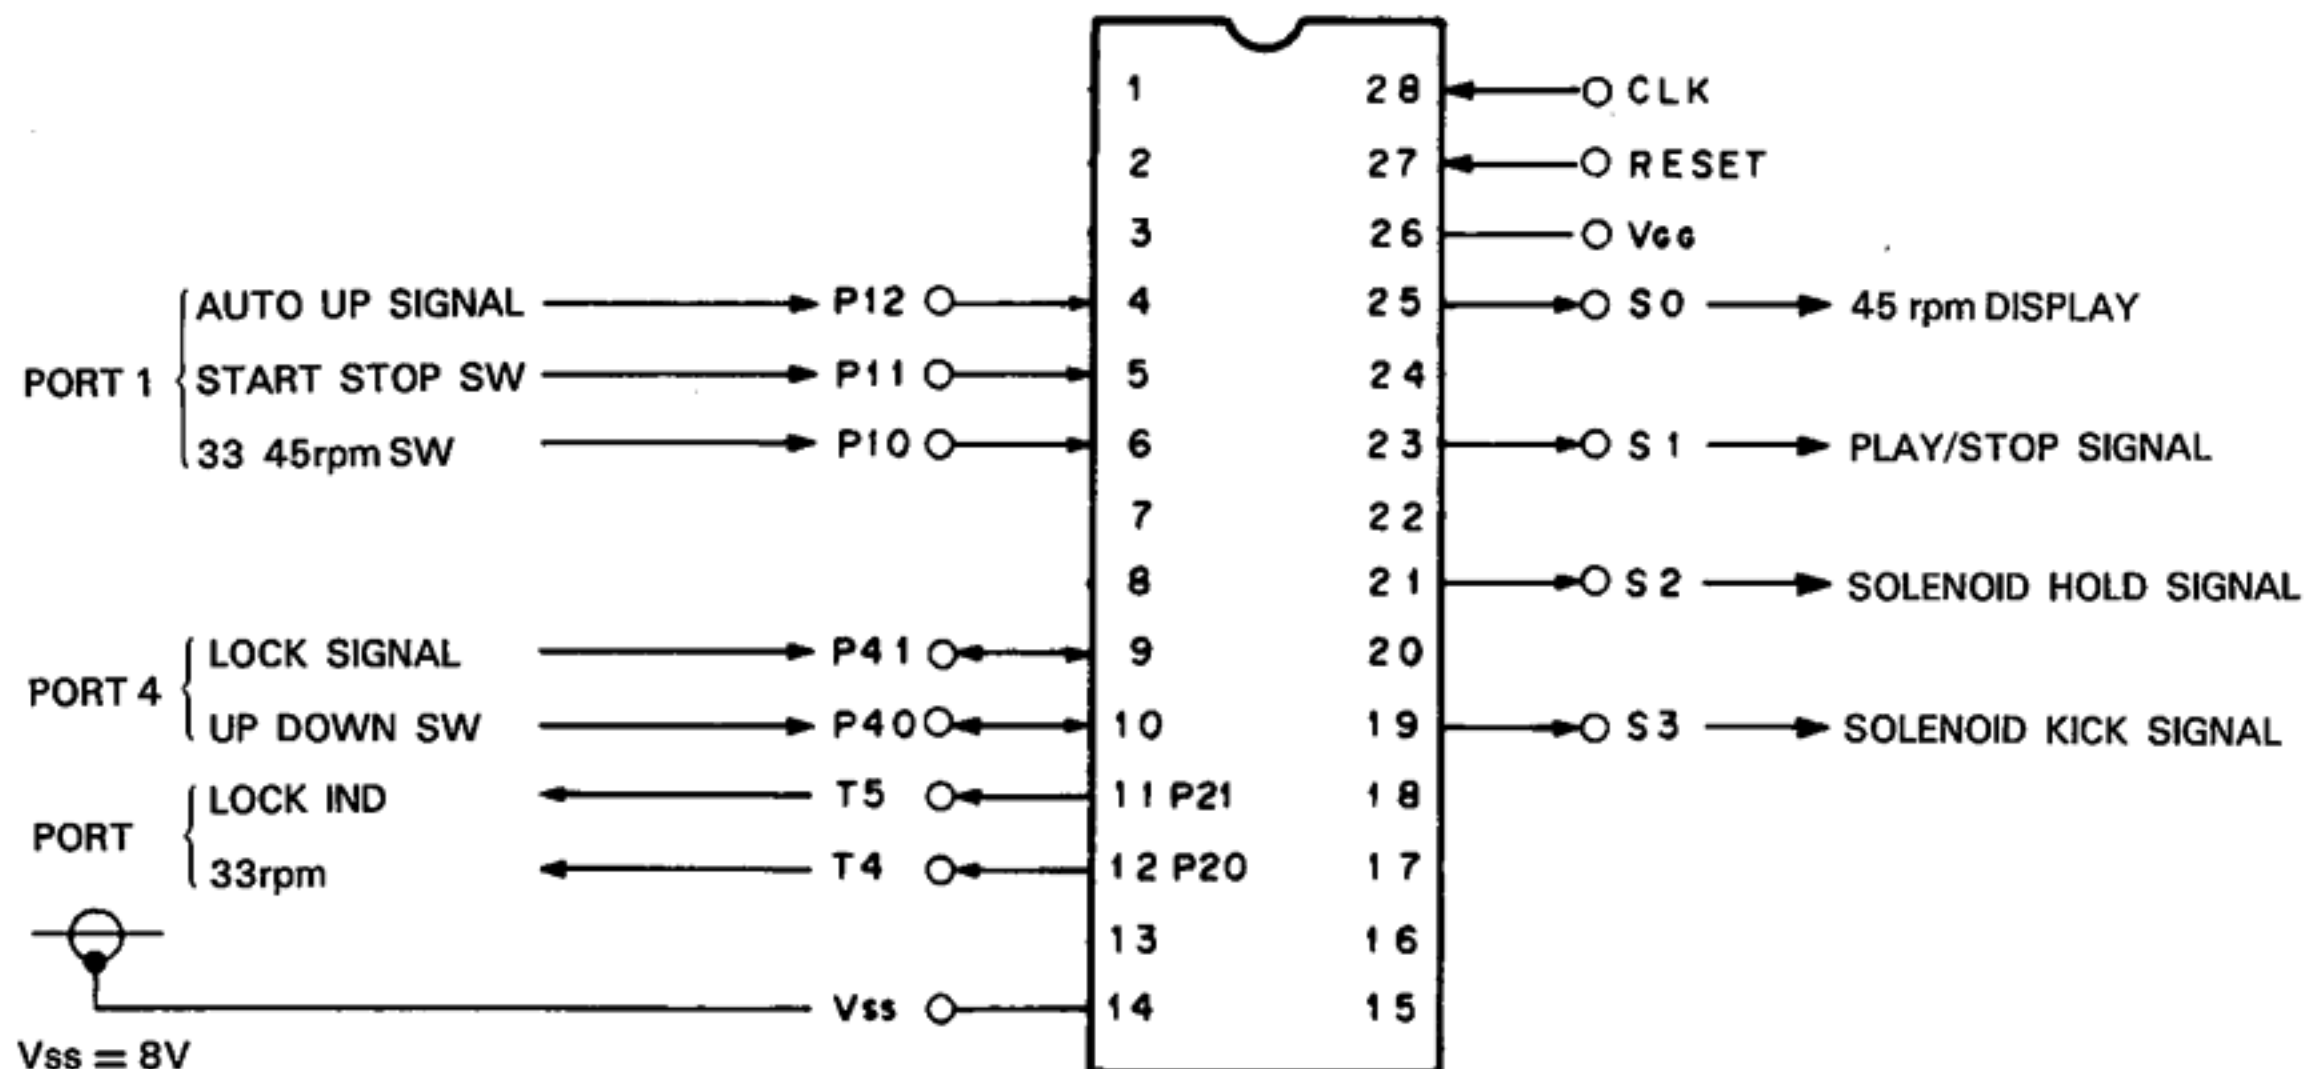 1 28 CLK
2 27 RESET
3 26 VGG
AUTO UP SIGNAL P12 4 25 S0 45 rpm DISPLAY
PORT 1 START STOP SW P11 5 24
33 45rpm SW P10 6 23 S1 PLAY/STOP SIGNAL
7 22
8 21 S2 SOLENOID HOLD SIGNAL
LOCK SIGNAL P41 9 20
PORT 4
UP DOWN SW P40 10 19 S3 SOLENOID KICK SIGNAL
LOCK IND T5 11 P21 18
PORT
33rpm T4 12 P20 17
13 16
Vss 14 15
Vss = 8V